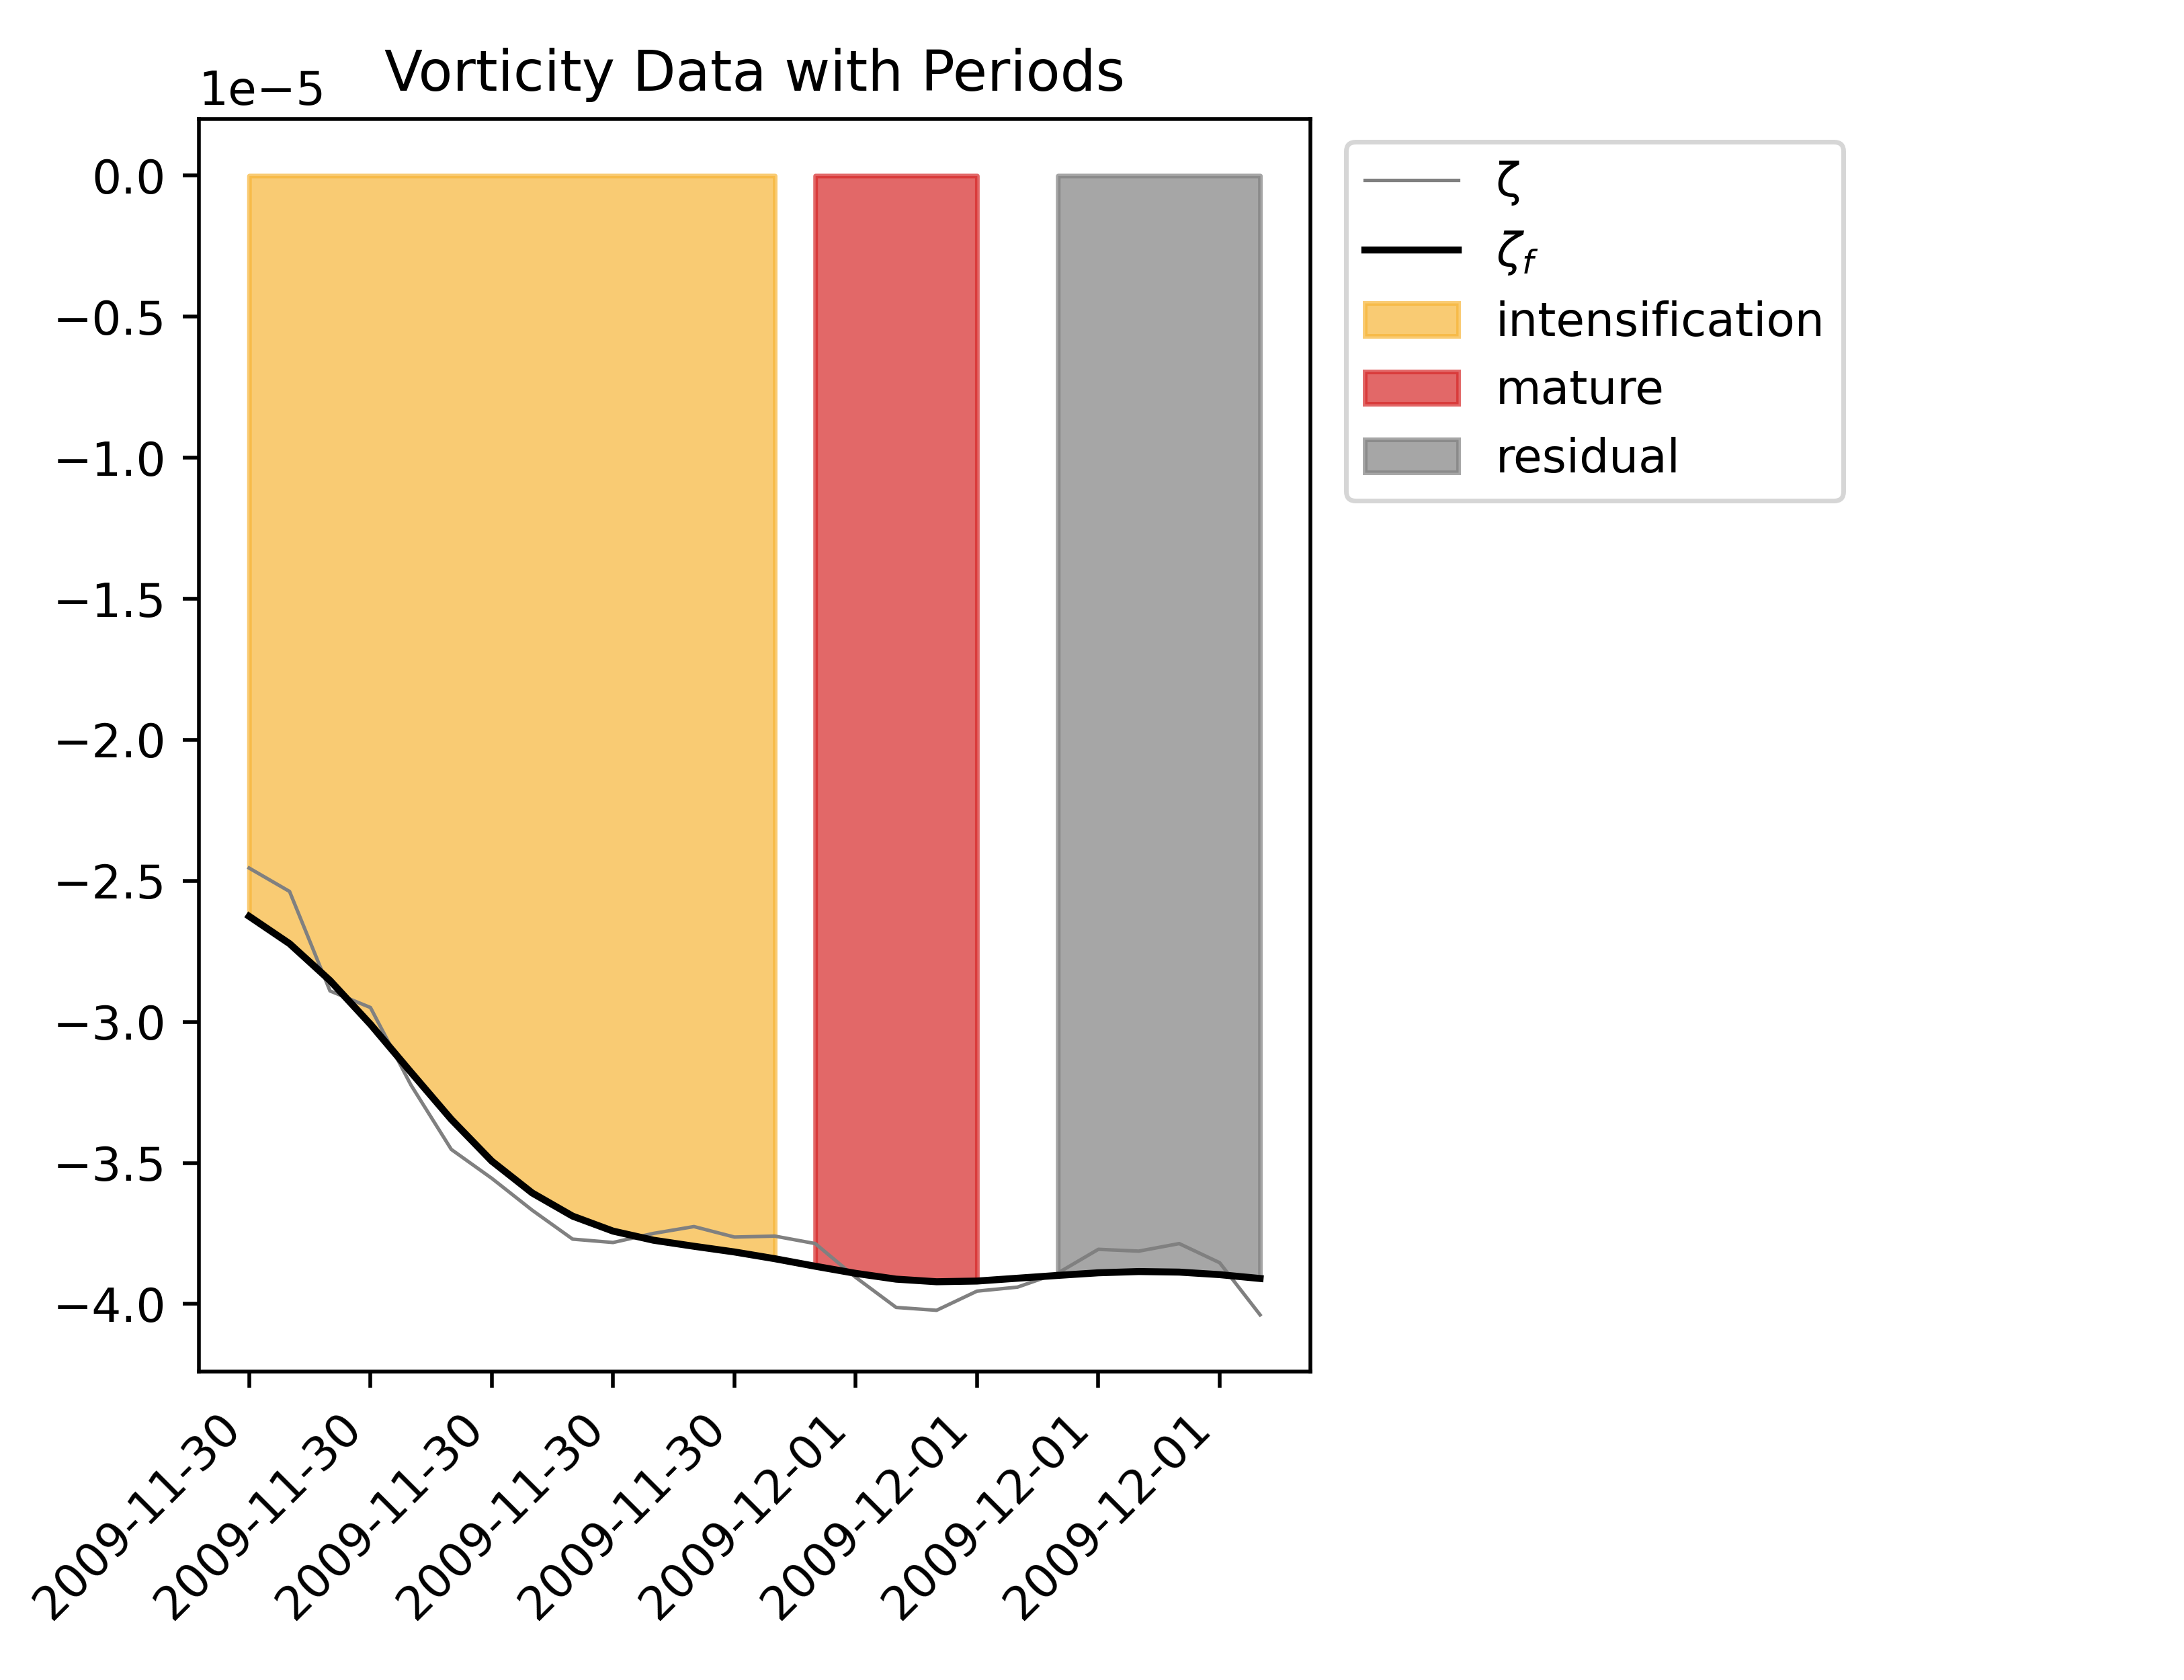 Vorticity Data with Periods
1e−5
0.0
−0.5
−1.0
−1.5
−2.0
−2.5
−3.0
−3.5
−4.0
2009-11-30
2009-11-30
2009-11-30
2009-11-30
2009-11-30
2009-12-01
2009-12-01
2009-12-01
2009-12-01
ζ
ζf
intensification
mature
residual